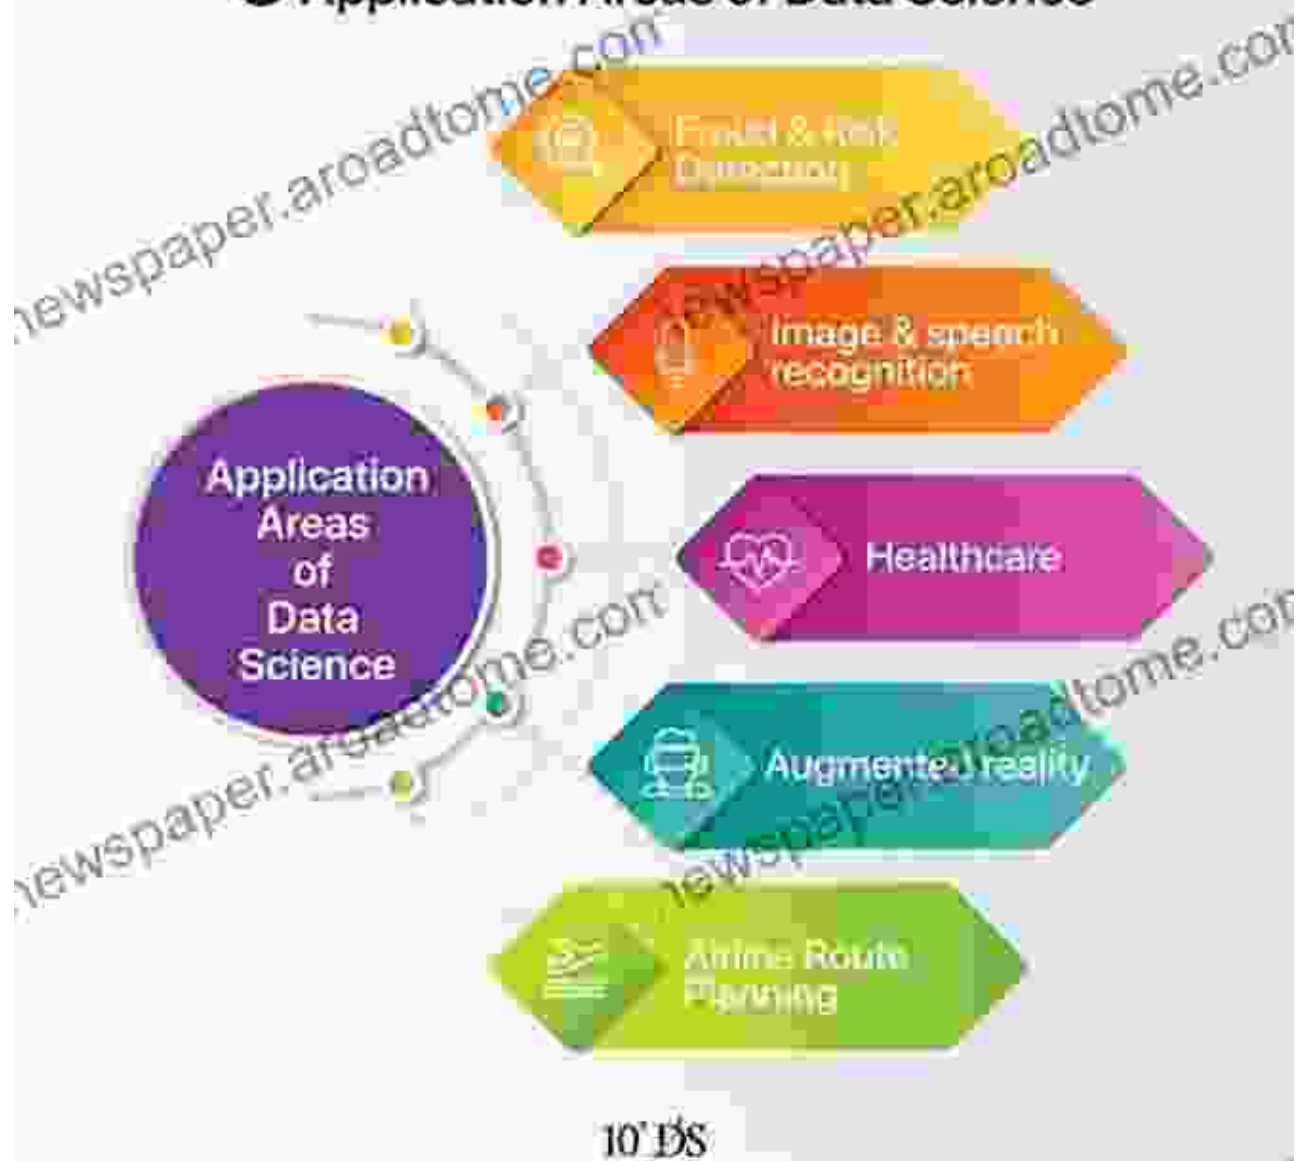 Application Areas of Data Science
newspaper.aroadtome.com
newspaper.aroadtome.com
Fraud & Risk
Detection
Image & speech
recognition
Application
Areas
of
Data
Science
Healthcare
newspaper.aroadtome.com
newspaper.aroadtome.com
Augmented reality
Airline Route
Planning